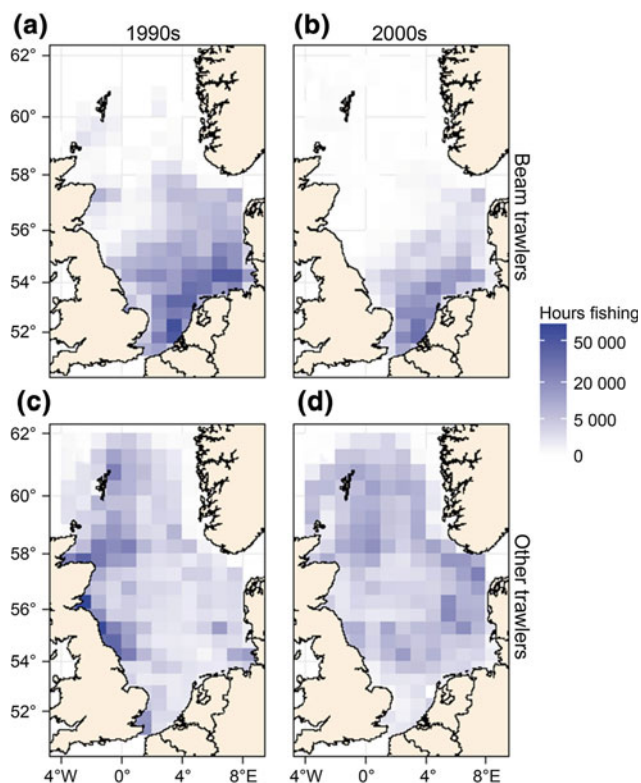 (a) 1990s
(b) 2000s
62°
60°
58°
56°
54°
52°
Beam trawlers
Hours fishing
50 000
20 000
5 000
0
(c)
(d)
62°
60°
58°
56°
54°
52°
Other trawlers
4°W 0° 4° 8°E
4°W 0° 4° 8°E